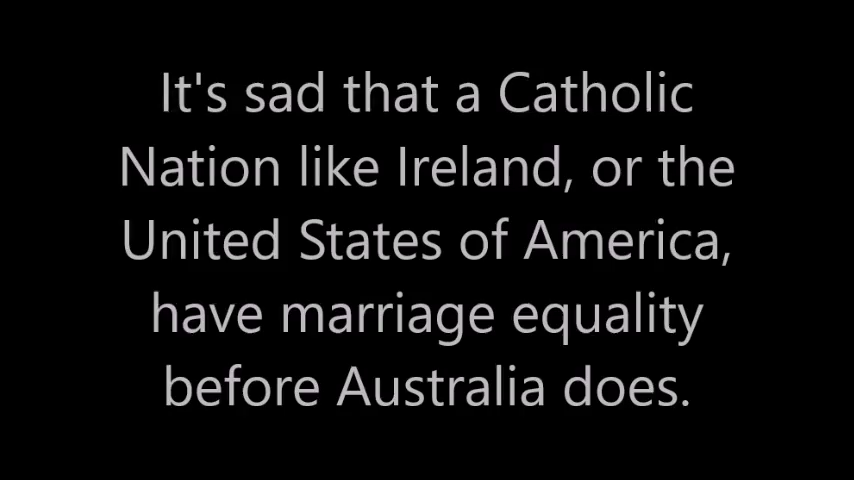 It's sad that a Catholic
Nation like Ireland, or the
United States of America,
have marriage equality
before Australia does.